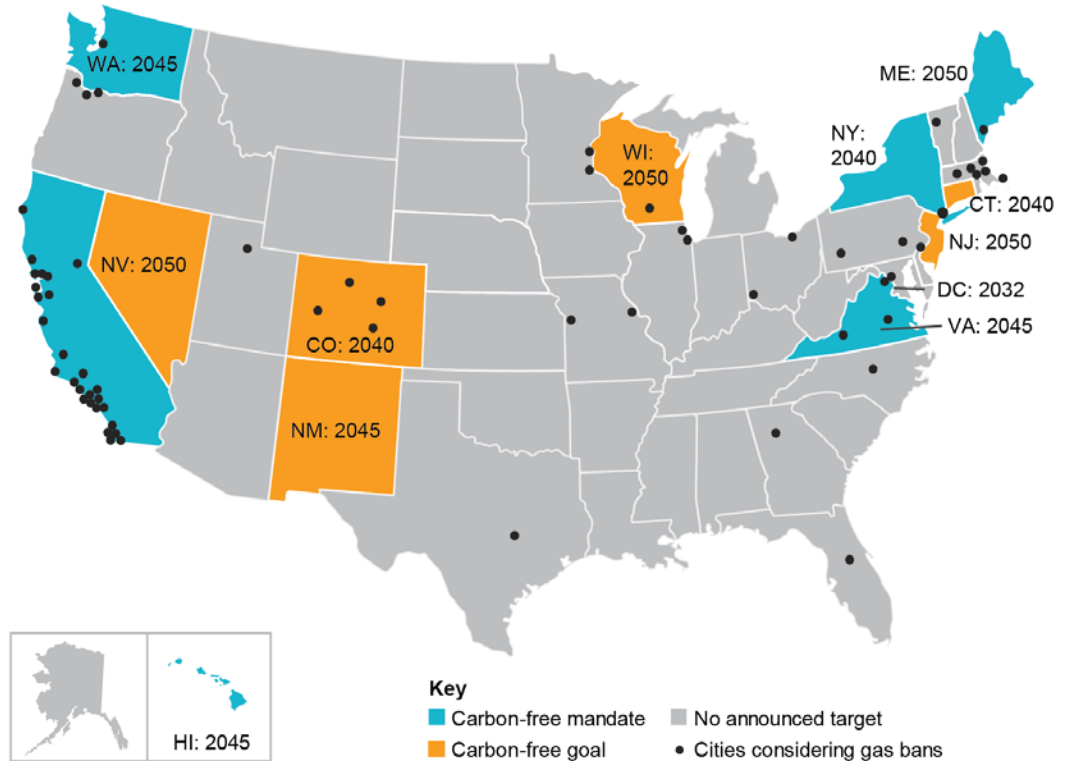 WA: 2045
ME: 2050
NY:
2040
WI:
2050
CT: 2040
NJ: 2050
NV: 2050
DC: 2032
VA: 2045
CO: 2040
NM: 2045
HI: 2045
Key
Carbon-free mandate
No announced target
Carbon-free goal
Cities considering gas bans